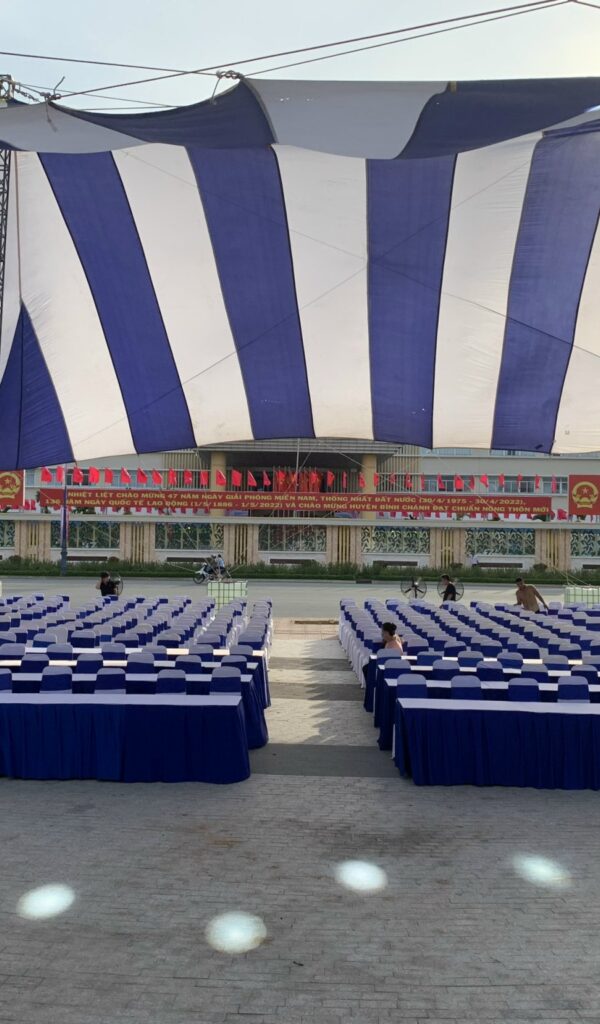 NHIỆT LIỆT CHÀO MỪNG 47 NĂM NGÀY GIẢI PHÓNG MIỀN NAM, THỐNG NHẤT ĐẤT NƯỚC (30/4/1975 - 30/4/2022),
136 NĂM NGÀY QUỐC TẾ LAO ĐỘNG (1/5/1886 - 1/5/2022) VÀ CHÀO MỪNG HUYỆN BÌNH CHÁNH ĐẠT CHUẨN NÔNG THÔN MỚI